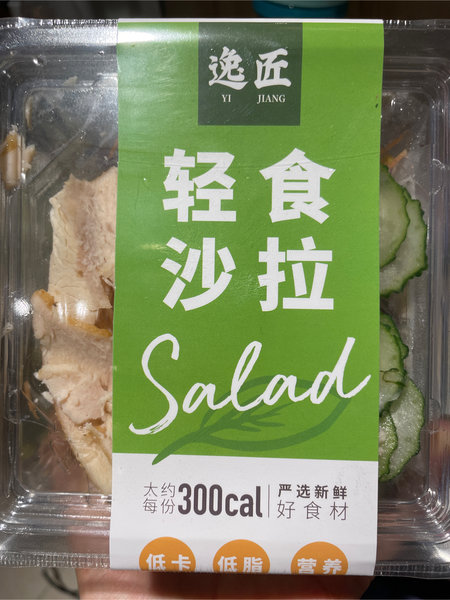 逸匠
YI JIANG
轻食
沙拉
Salad
大约
每份
300cal
严选新鲜
好食材
低卡 低脂 营养